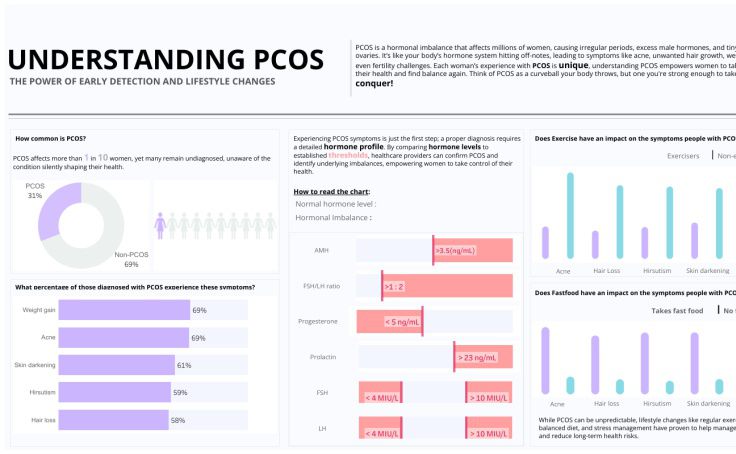 UNDERSTANDING PCOS
THE POWER OF EARLY DETECTION AND LIFESTYLE CHANGES
PCOS is a hormonal imbalance that affects millions of women, causing irregular periods, excess male hormones, and tiny
ovaries. It's like your body's hormone system hitting off-notes, leading to symptoms like acne, unwanted hair growth, we
even fertility challenges. Each woman's experience with PCOS is unique, understanding PCOS empowers women to tak
their health and find balance again. Think of PCOS as a curveball your body throws, but one you're strong enough to take
conquer!
How common is PCOS?
PCOS affects more than 1 in 10 women, yet many remain undiagnosed, unaware of the
condition silently shaping their health.
PCOS
31%
Non-PCOS
69%
What percentage of those diagnosed with PCOS experience these symptoms?
Weight gain 69%
Acne 69%
Skin darkening 61%
Hirsutism 59%
Hair loss 58%
Experiencing PCOS symptoms is just the first step; a proper diagnosis requires
a detailed hormone profile. By comparing hormone levels to
established thresholds, healthcare providers can confirm PCOS and
identify underlying imbalances, empowering women to take control of their
health.
How to read the chart:
Normal hormone level :
Hormonal Imbalance :
AMH >3.5(ng/mL)
FSH/LH ratio >1 : 2
Progesterone < 5 ng/mL
Prolactin > 23 ng/mL
FSH < 4 MIU/L > 10 MIU/L
LH < 4 MIU/L > 10 MIU/L
Does Exercise have an impact on the symptoms people with PCO
Exercisers Non-e
Acne Hair Loss Hirsutism Skin darkening
Does Fastfood have an impact on the symptoms people with PCO
Takes fast food No
Acne Hair loss Hirsutism Skin darkening
While PCOS can be unpredictable, lifestyle changes like regular exer
balanced diet, and stress management have proven to help manage
and reduce long-term health risks.